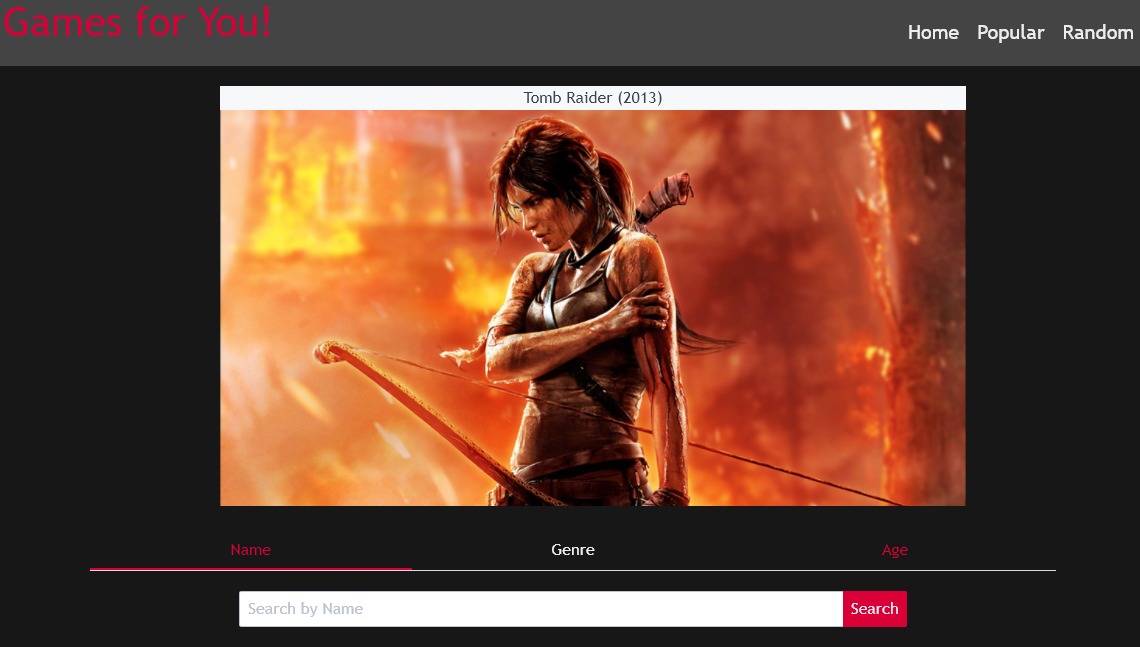 Games for You!
Home Popular Random
Tomb Raider (2013)
Name Genre Age
Search by Name Search